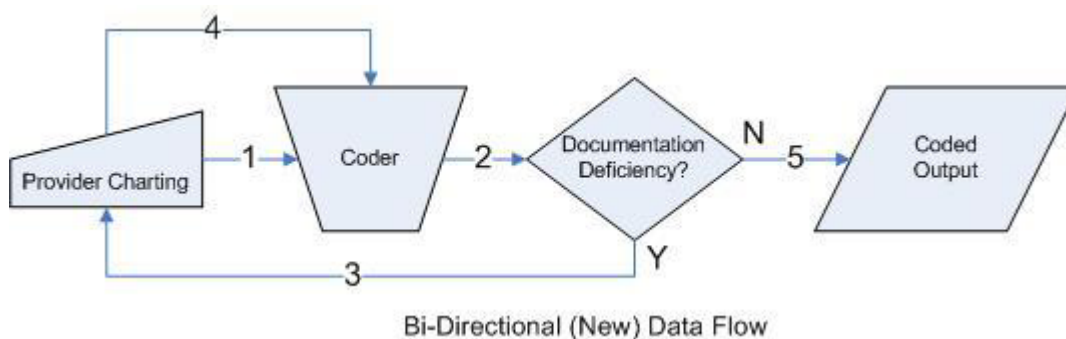 4
Provider Charting
1
Coder
2
Documentation
Deficiency?
N
5
Coded
Output
Y
3
Bi-Directional (New) Data Flow